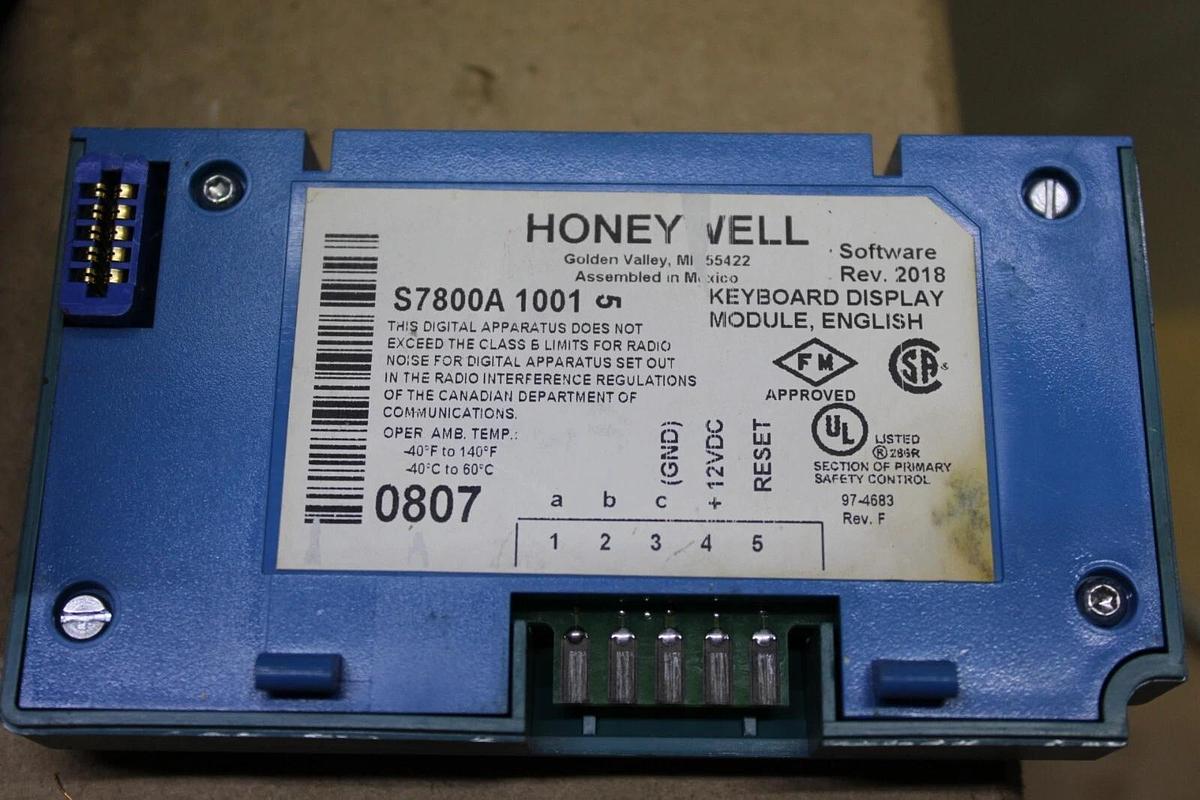 HONEYWELL
Golden Valley, MN 55422
Assembled in Mexico
Software
Rev. 2018
S7800A 1001 5
KEYBOARD DISPLAY
MODULE, ENGLISH
THIS DIGITAL APPARATUS DOES NOT
EXCEED THE CLASS B LIMITS FOR RADIO
NOISE FOR DIGITAL APPARATUS SET OUT
IN THE RADIO INTERFERENCE REGULATIONS
OF THE CANADIAN DEPARTMENT OF
COMMUNICATIONS.
OPER. AMB. TEMP.:
-40°F to 140°F
-40°C to 60°C
0807
FM
APPROVED
SA
UL
LISTED
® 286R
SECTION OF PRIMARY
SAFETY CONTROL
97-4683
Rev. F
(GND)
+12VDC
RESET
a b c
1 2 3 4 5